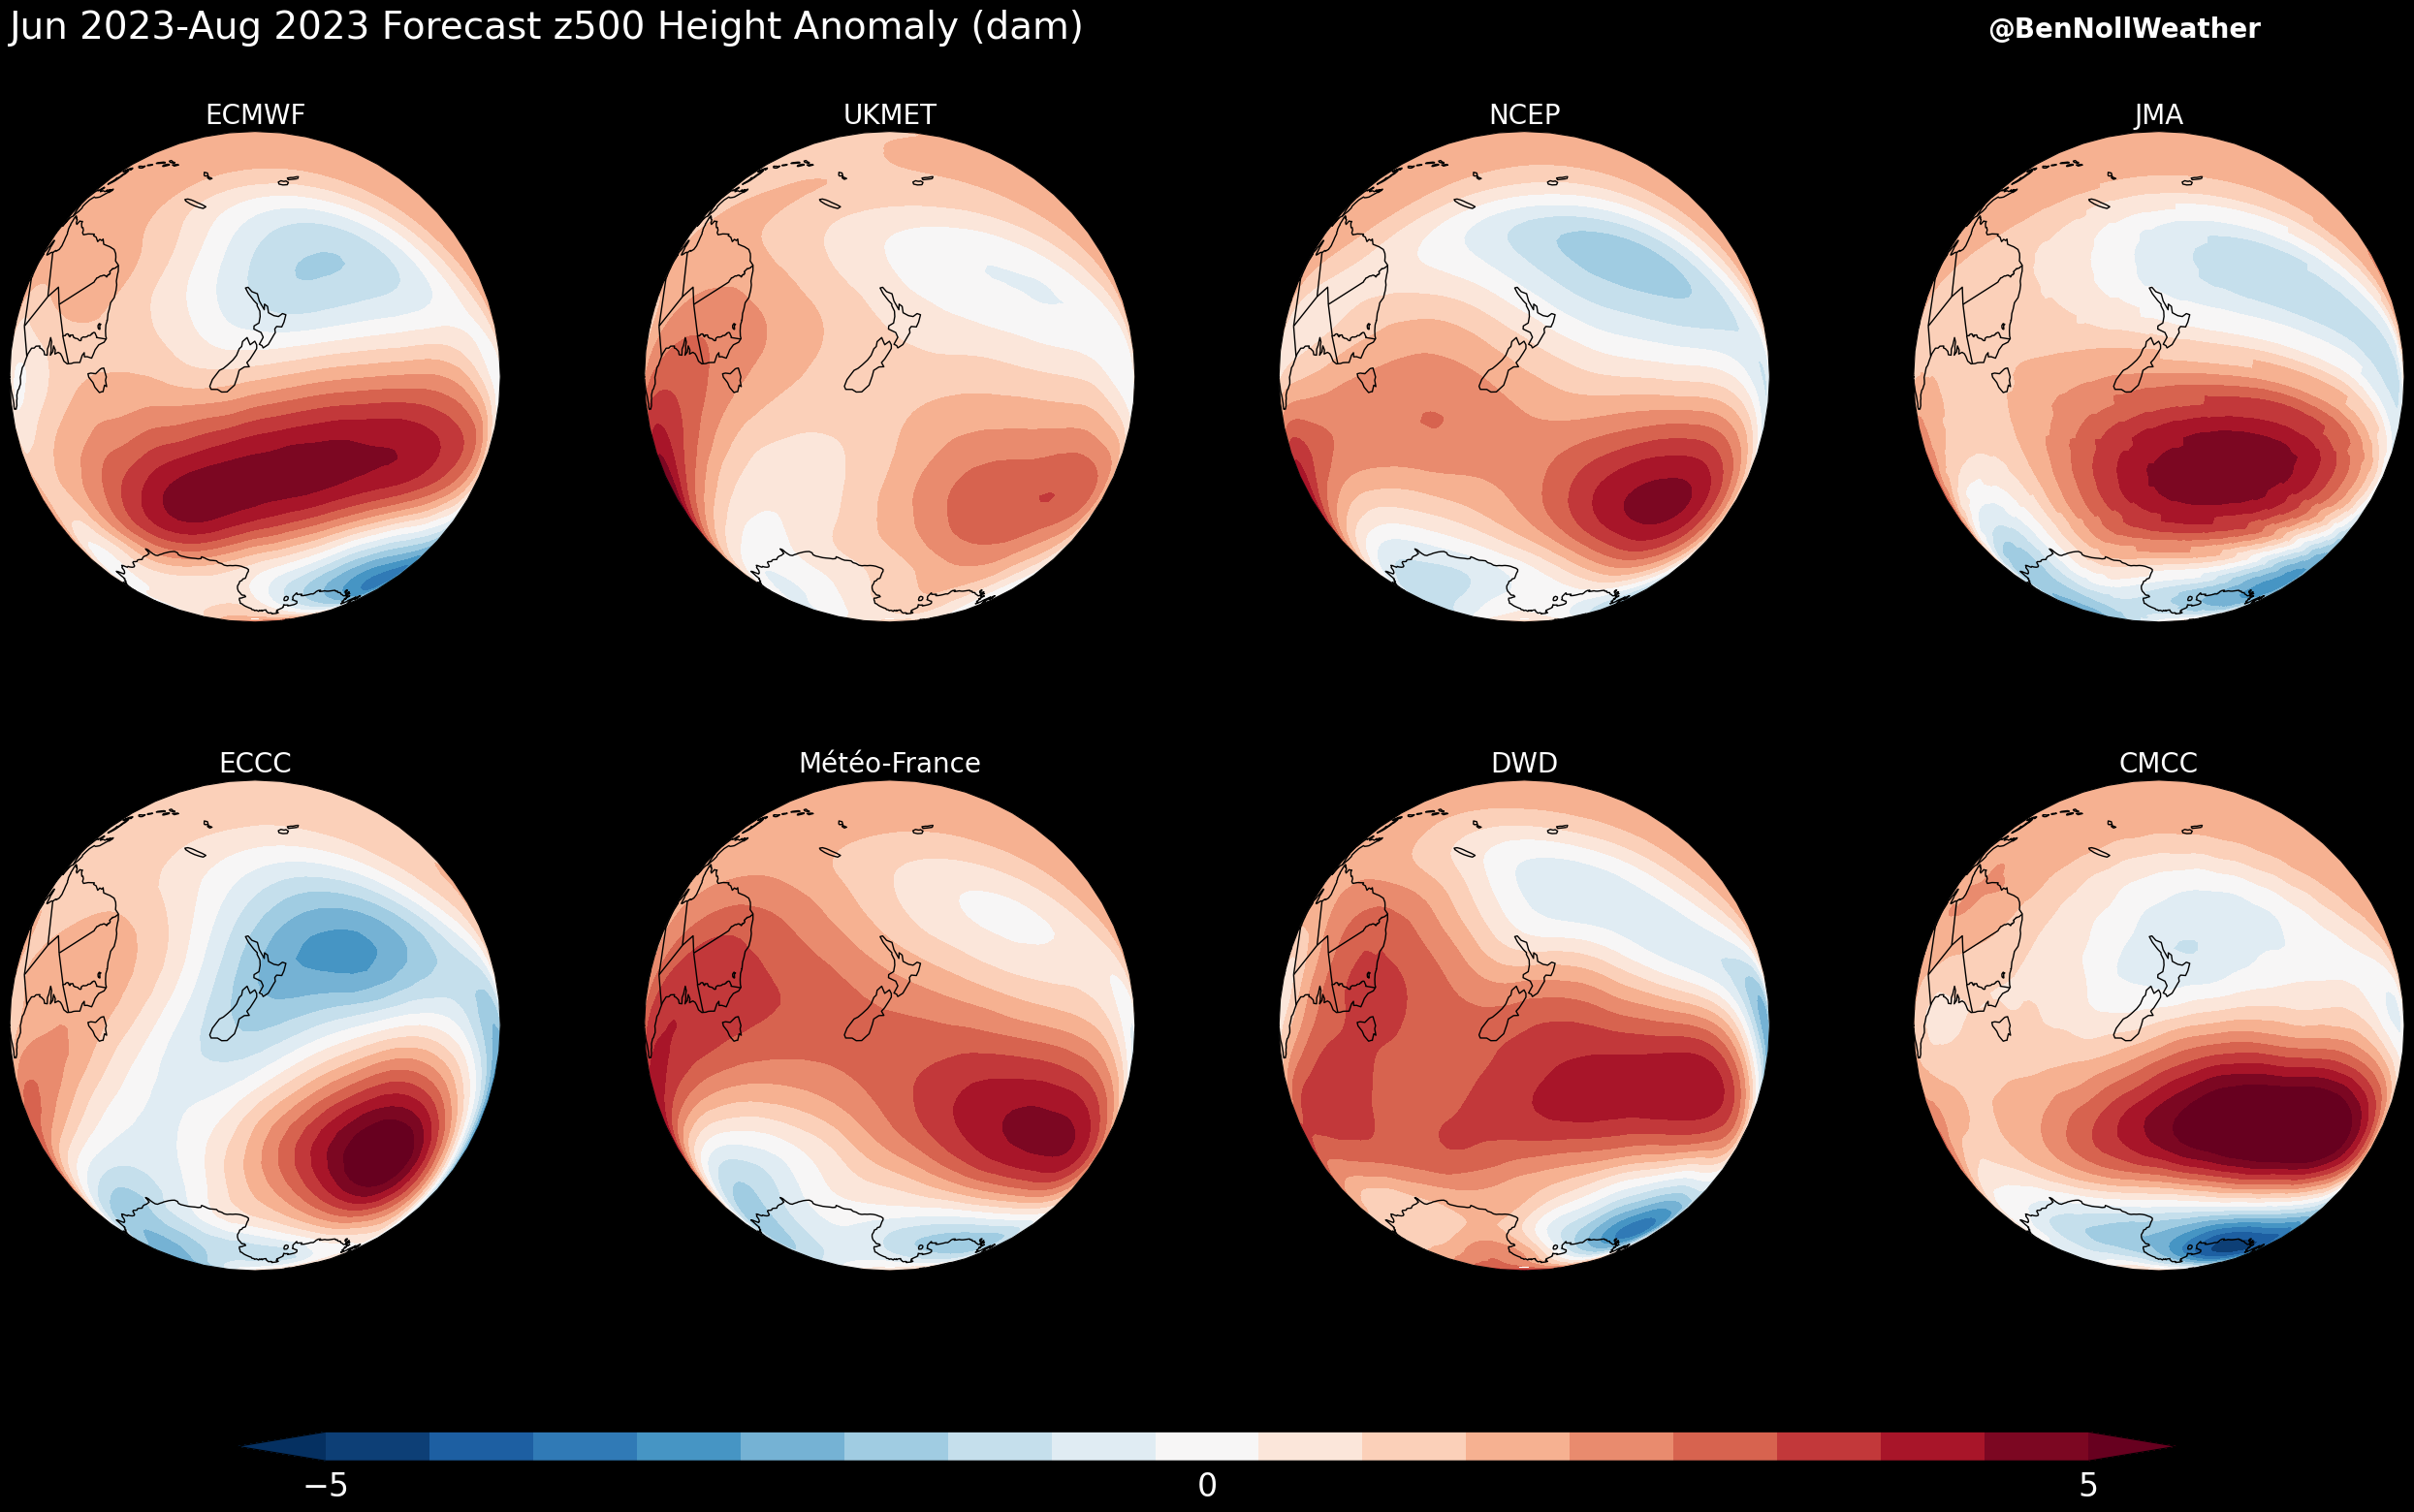 Jun 2023-Aug 2023 Forecast z500 Height Anomaly (dam)
@BenNollWeather
ECMWF
UKMET
NCEP
JMA
ECCC
Météo-France
DWD
CMCC
−5
0
5